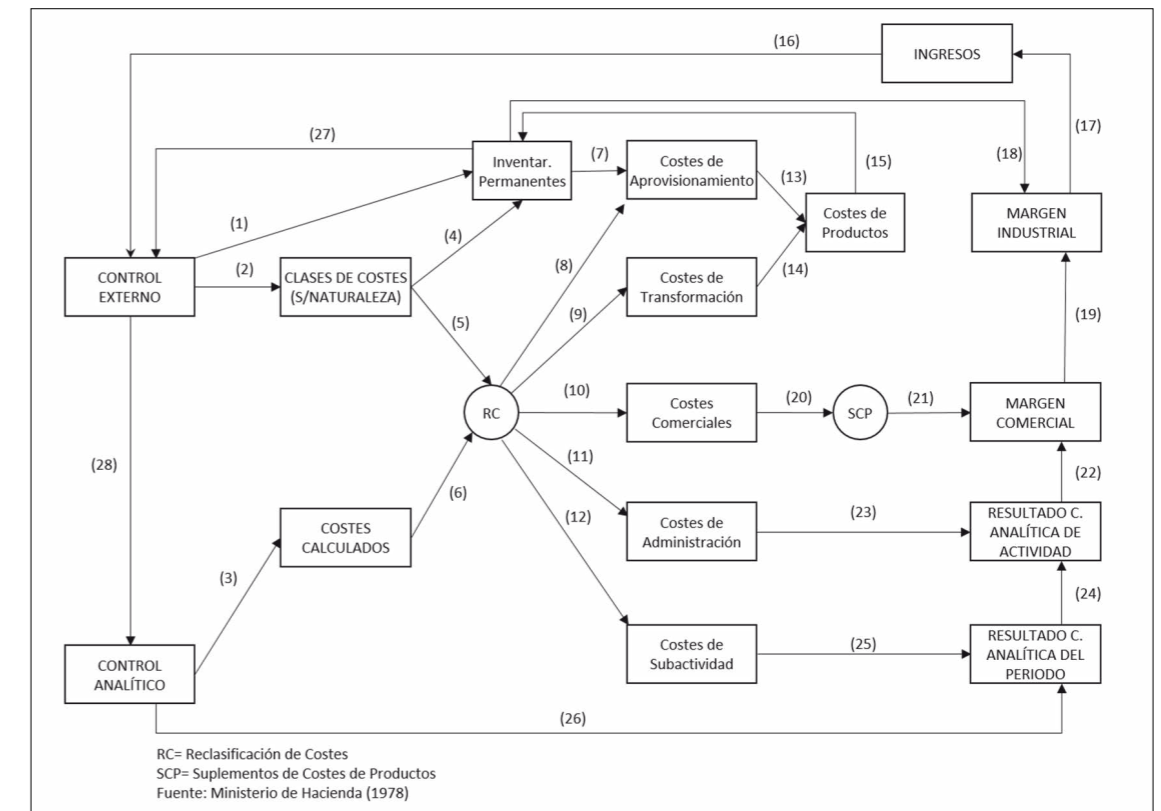 (16)
INGRESOS
(27)
(17)
(7)
(18)
(15)
Inventar.
Permanentes
Costes de
Aprovisionamiento
(13)
Costes de
Productos
MARGEN
INDUSTRIAL
(1)
(4)
(8)
(14)
CONTROL
EXTERNO
(2)
CLASES DE COSTES
(S/NATURALEZA)
Costes de
Transformación
(5)
(9)
(19)
(10)
RC
Costes
Comerciales
(20)
SCP
(21)
MARGEN
COMERCIAL
(28)
(11)
(22)
(6)
(12)
COSTES
CALCULADOS
Costes de
Administración
(23)
RESULTADO C.
ANALÍTICA DE
ACTIVIDAD
(3)
(24)
CONTROL
ANALÍTICO
Costes de
Subactividad
(25)
RESULTADO C.
ANALÍTICA DEL
PERIODO
(26)
RC= Reclasificación de Costes
SCP= Suplementos de Costes de Productos
Fuente: Ministerio de Hacienda (1978)